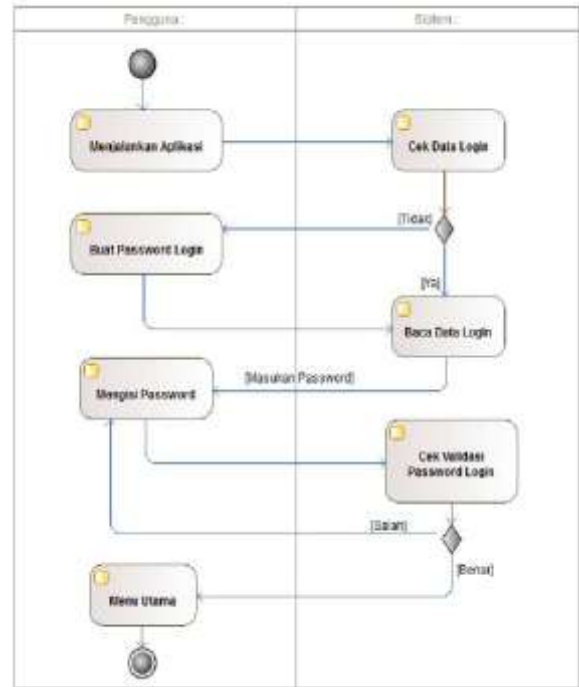 Pengguna : Sistem :
Menjalankan Aplikasi
Cek Data Login
[Tidak]
Buat Password Login
[Ya]
Baca Data Login
[Masukan Password]
Mengisi Password
Cek Validasi
Password Login
[Salah]
[Benar]
Menu Utama